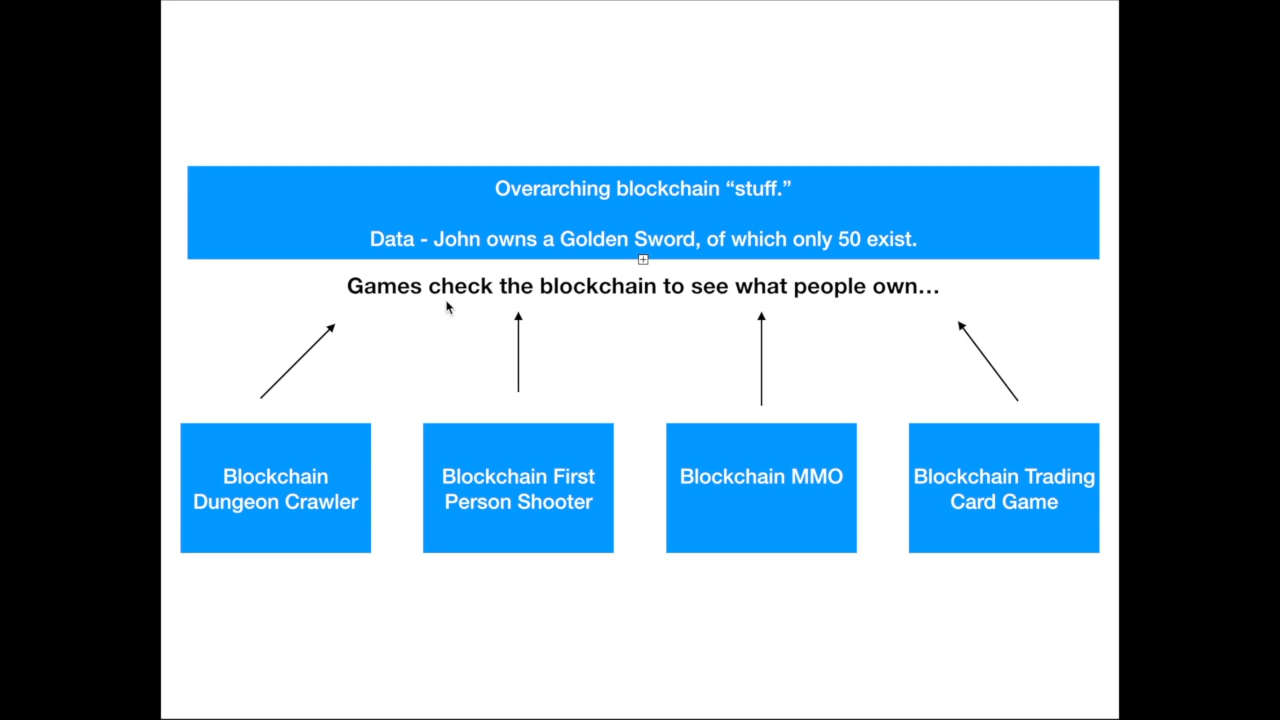 Overarching blockchain “stuff.”
Data - John owns a Golden Sword, of which only 50 exist.
Games check the blockchain to see what people own...
Blockchain
Dungeon Crawler
Blockchain First
Person Shooter
Blockchain MMO
Blockchain Trading
Card Game